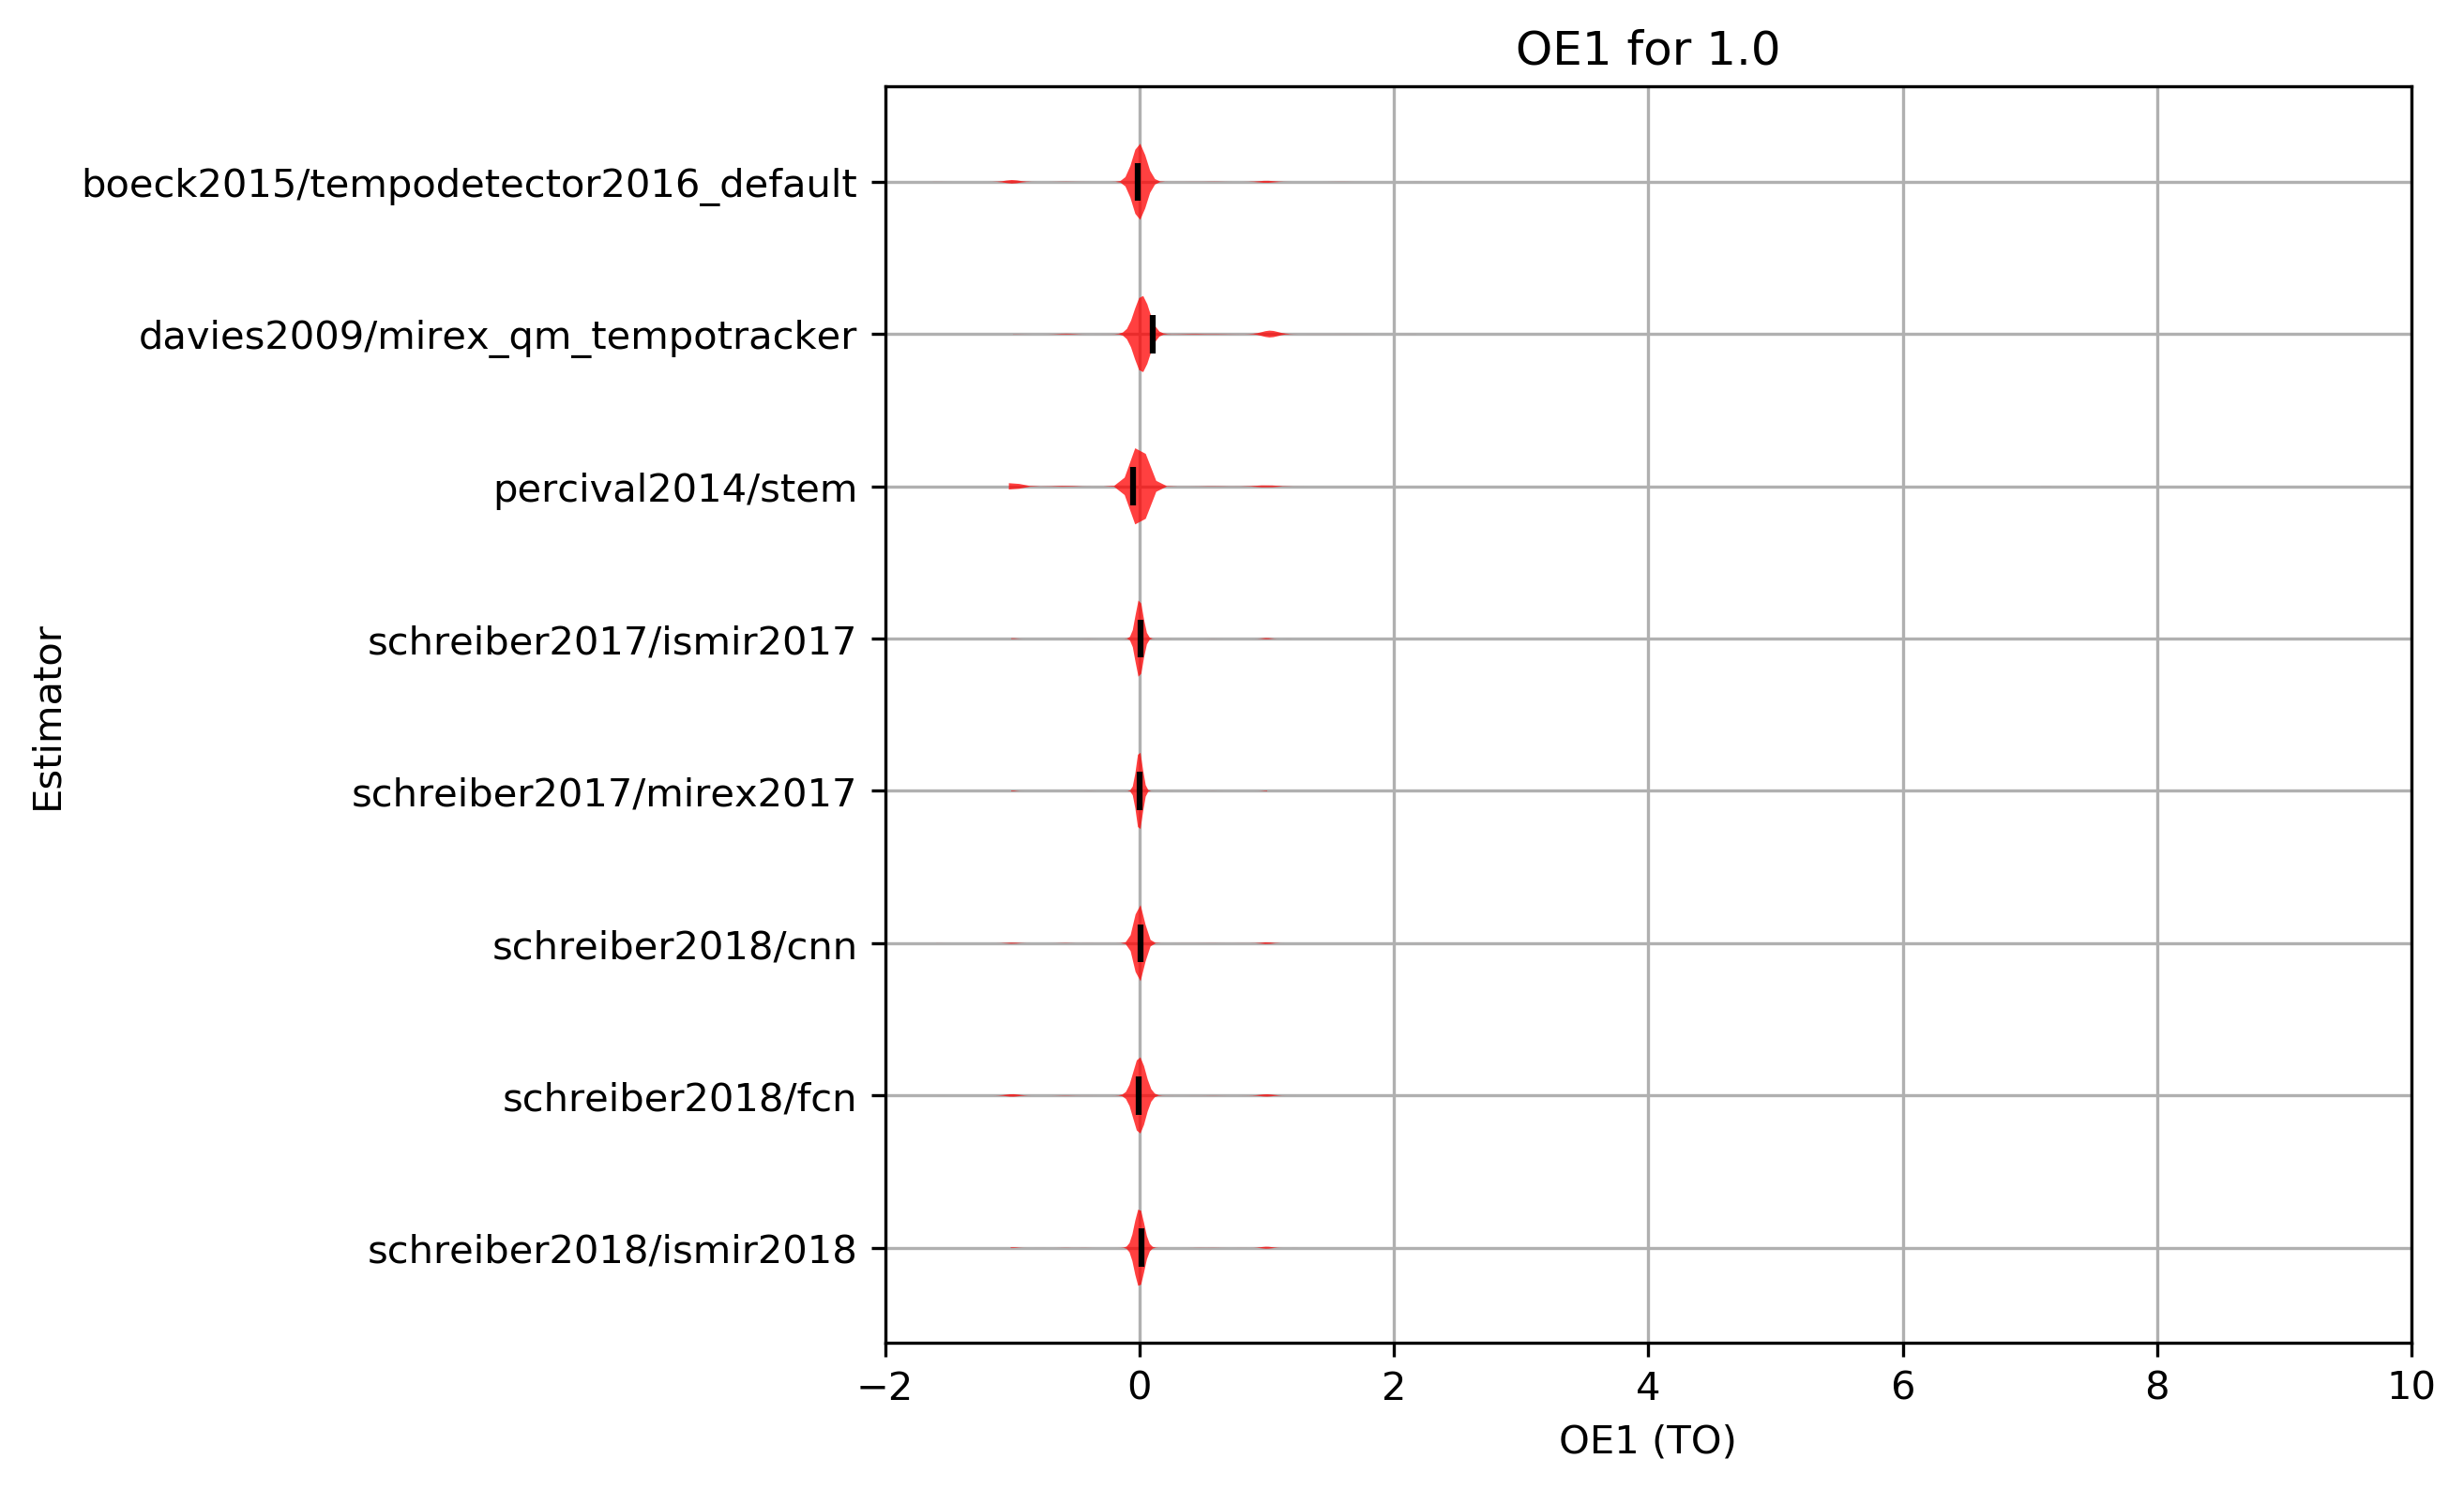 OE1 for 1.0
boeck2015/tempodetector2016_default
davies2009/mirex_qm_tempotracker
percival2014/stem
schreiber2017/ismir2017
schreiber2017/mirex2017
schreiber2018/cnn
schreiber2018/fcn
schreiber2018/ismir2018
Estimator
−2 0 2 4 6 8 10
OE1 (TO)